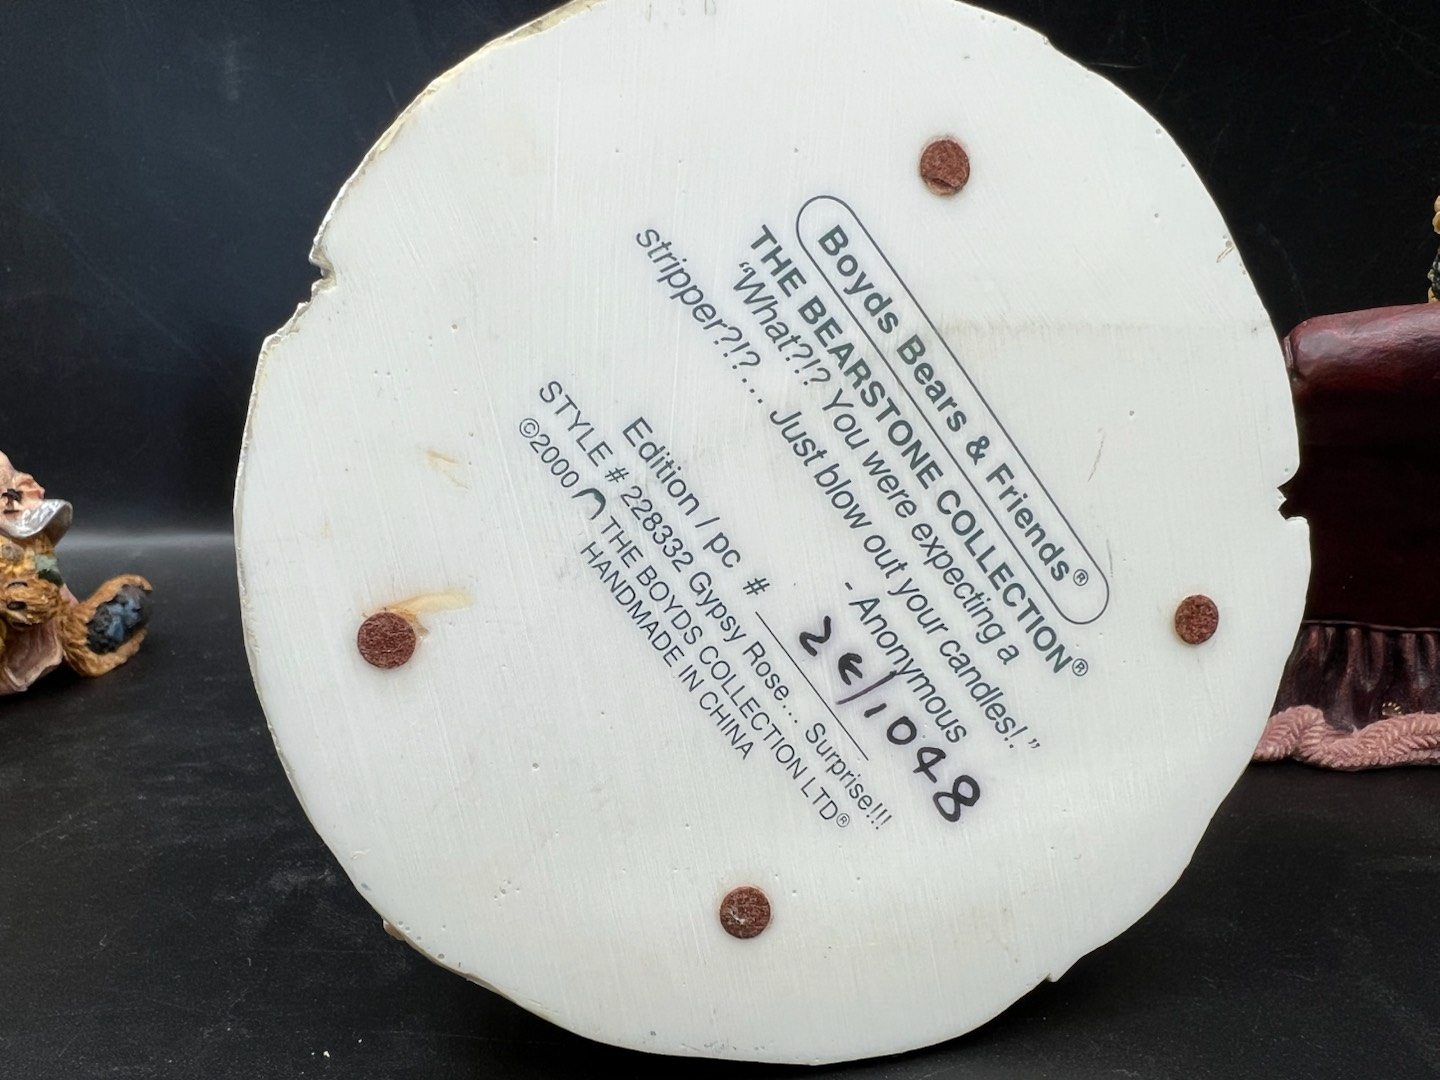 Boyds Bears & Friends®
THE BEARSTONE COLLECTION®
"What?!? You were expecting a
stripper?!?... Just blow out your candles!."
- Anonymous
Edition / pc # 2E/1048
STYLE # 228332 Gypsy Rose... Surprise!!!
©2000 THE BOYDS COLLECTION LTD®
HANDMADE IN CHINA